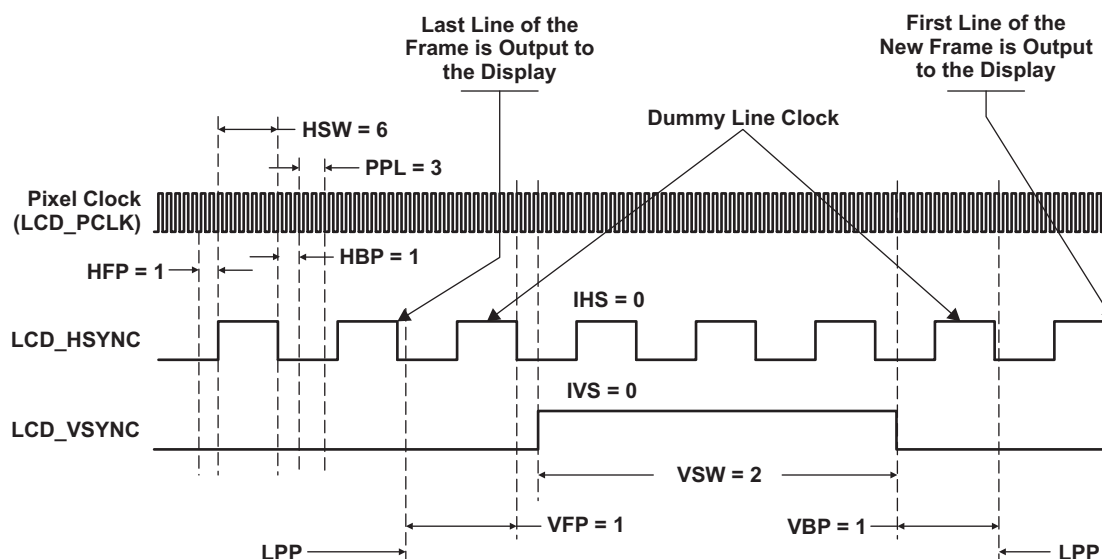 Last Line of the
Frame is Output to
the Display
First Line of the
New Frame is Output
to the Display
HSW = 6
Dummy Line Clock
PPL = 3
Pixel Clock
(LCD_PCLK)
HFP = 1
HBP = 1
IHS = 0
LCD_HSYNC
IVS = 0
LCD_VSYNC
VSW = 2
VFP = 1
VBP = 1
LPP
LPP